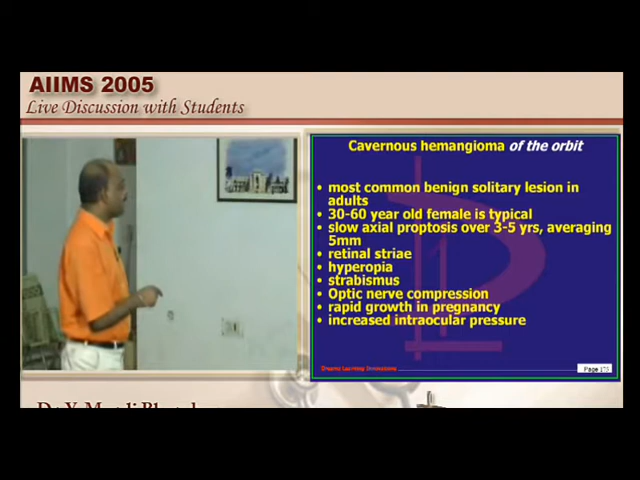 AIIMS 2005
Live Discussion with Students
Cavernous hemangioma of the orbit
• most common benign solitary lesion in
adults
• 30-60 year old female is typical
• slow axial proptosis over 3-5 yrs, averaging
5mm
• retinal striae
• hyperopia
• strabismus
• Optic nerve compression
• rapid growth in pregnancy
• increased intraocular pressure
Page 175